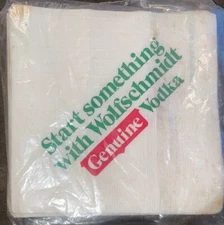 Start something
with Wolfschmidt
Genuine Vodka